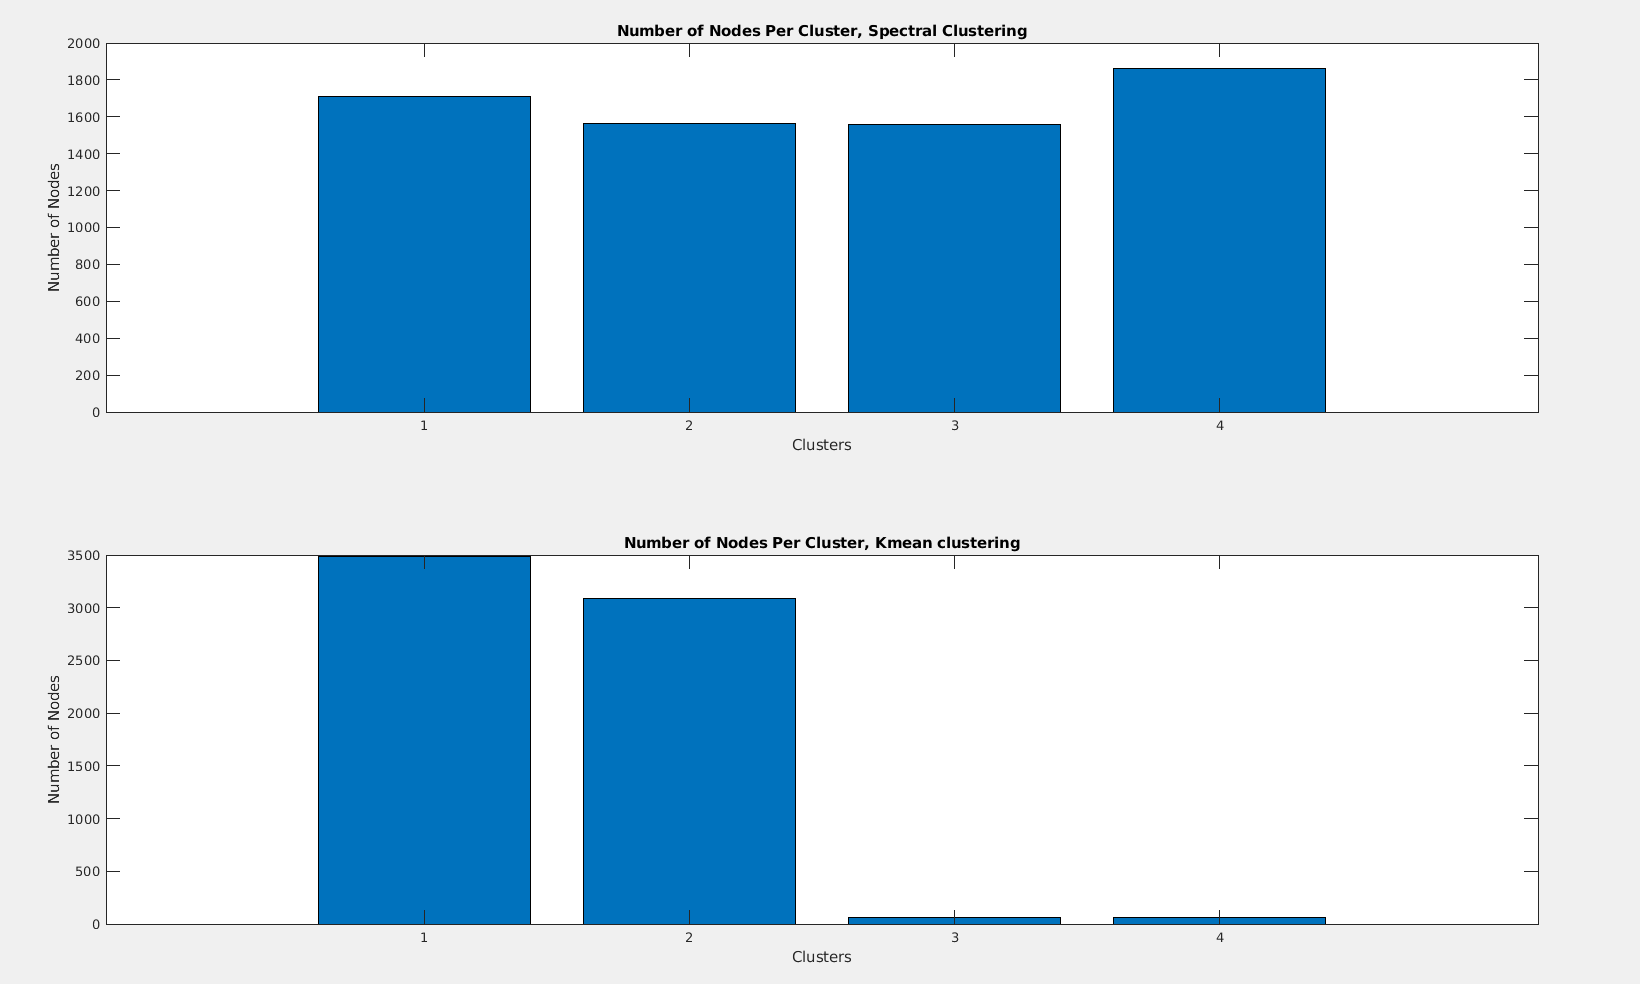 Number of Nodes Per Cluster, Spectral Clustering
2000
1800
1600
1400
1200
1000
800
600
400
200
0
Number of Nodes
1 2 3 4
Clusters
Number of Nodes Per Cluster, Kmean clustering
3500
3000
2500
2000
1500
1000
500
0
Number of Nodes
1 2 3 4
Clusters